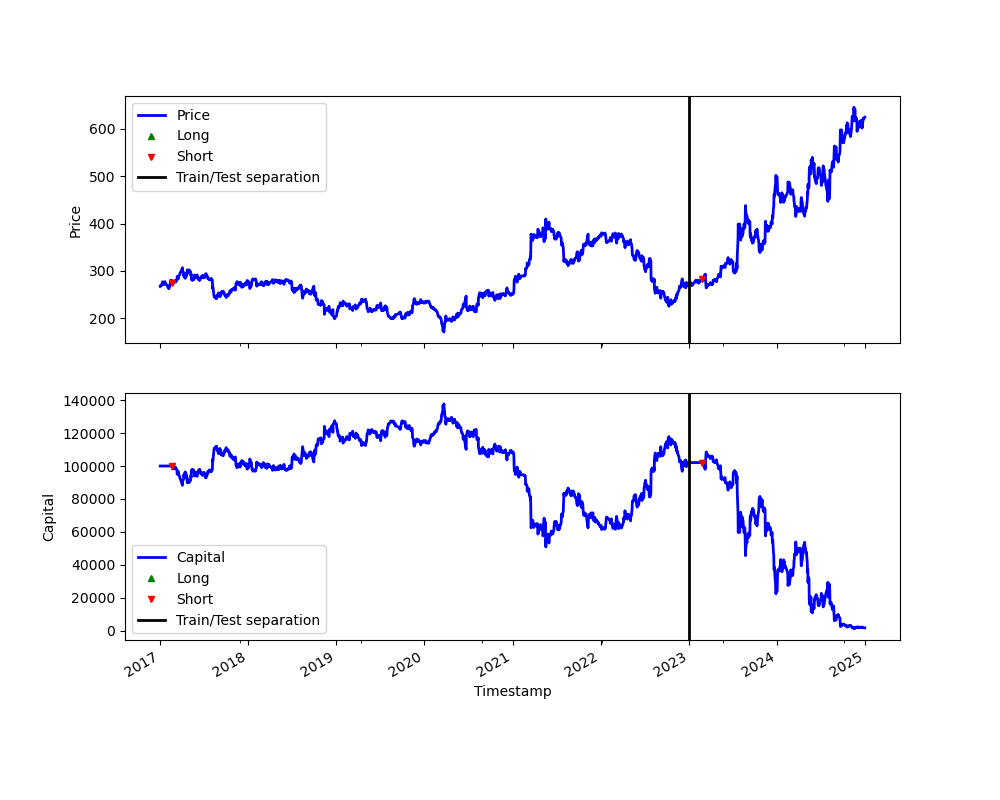 Price
Long
Short
Train/Test separation
600
500
400
300
200
Price
140000
120000
100000
80000
60000
40000
20000
0
Capital
Capital
Long
Short
Train/Test separation
2017
2018
2019
2020
2021
2022
2023
2024
2025
Timestamp